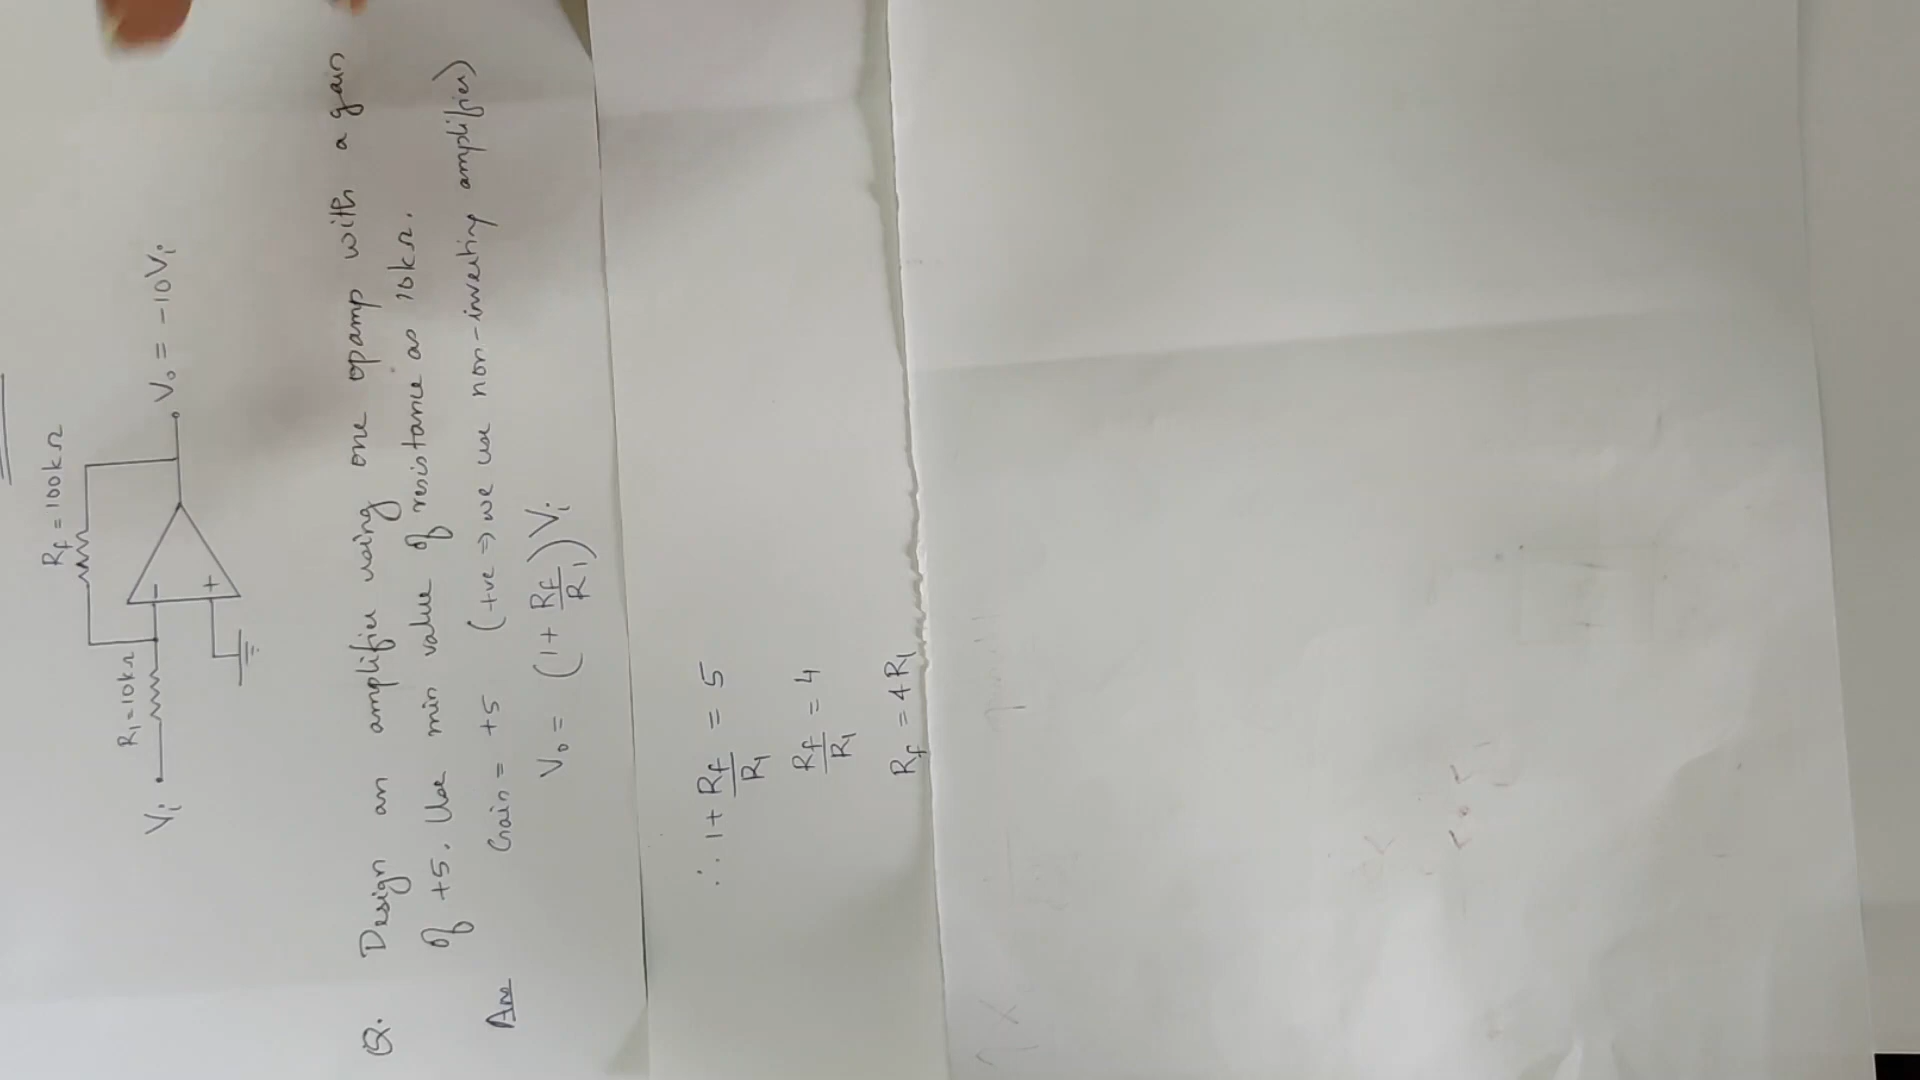 Rf = 100kΩ
R1=10kΩ
Vi
-
+
Vo = -10Vi
Q. Design an amplifier using one opamp with a gain
of +5. Use min value of resistance as 10kΩ.
Ans Gain = +5 (+ve => we use non-inverting amplifier)
Vo = (1 + Rf/R1) Vi
∴ 1 + Rf/R1 = 5
Rf/R1 = 4
Rf = 4R1